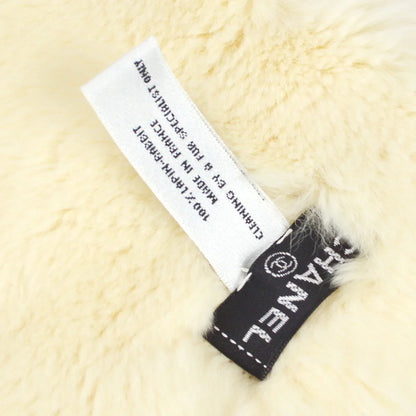 100% LAPIN-RABBIT
MADE IN FRANCE
CLEANING BY A FUR SPECIALIST ONLY
CHANEL